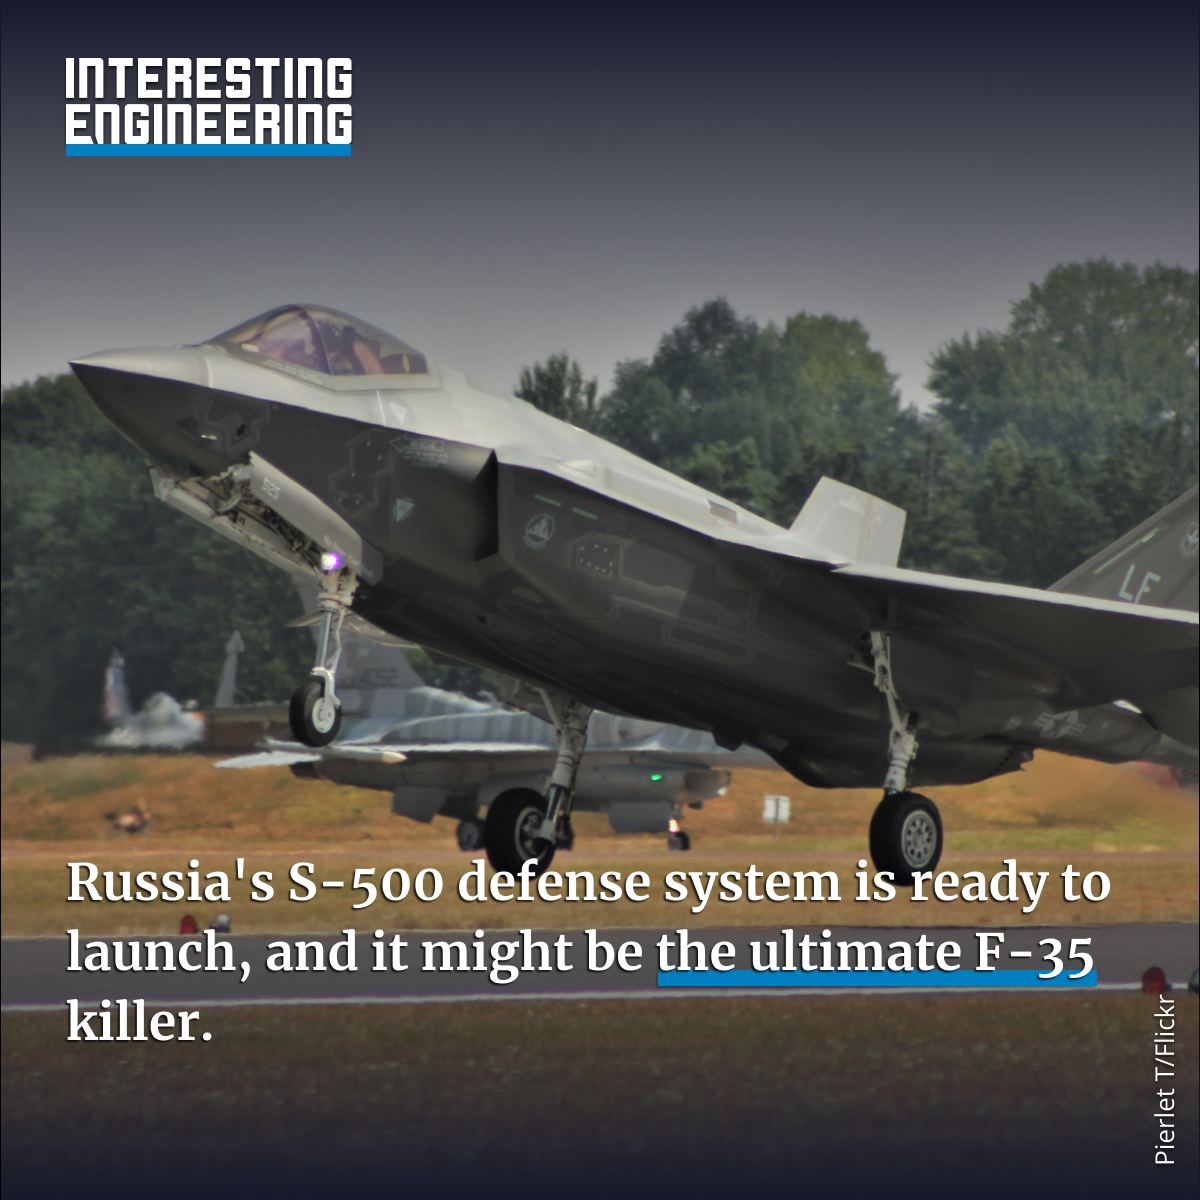 INTERESTING
ENGINEERING
5125
LF
Russia's S-500 defense system is ready to
launch, and it might be the ultimate F-35
killer.
Pierlet T/Flickr